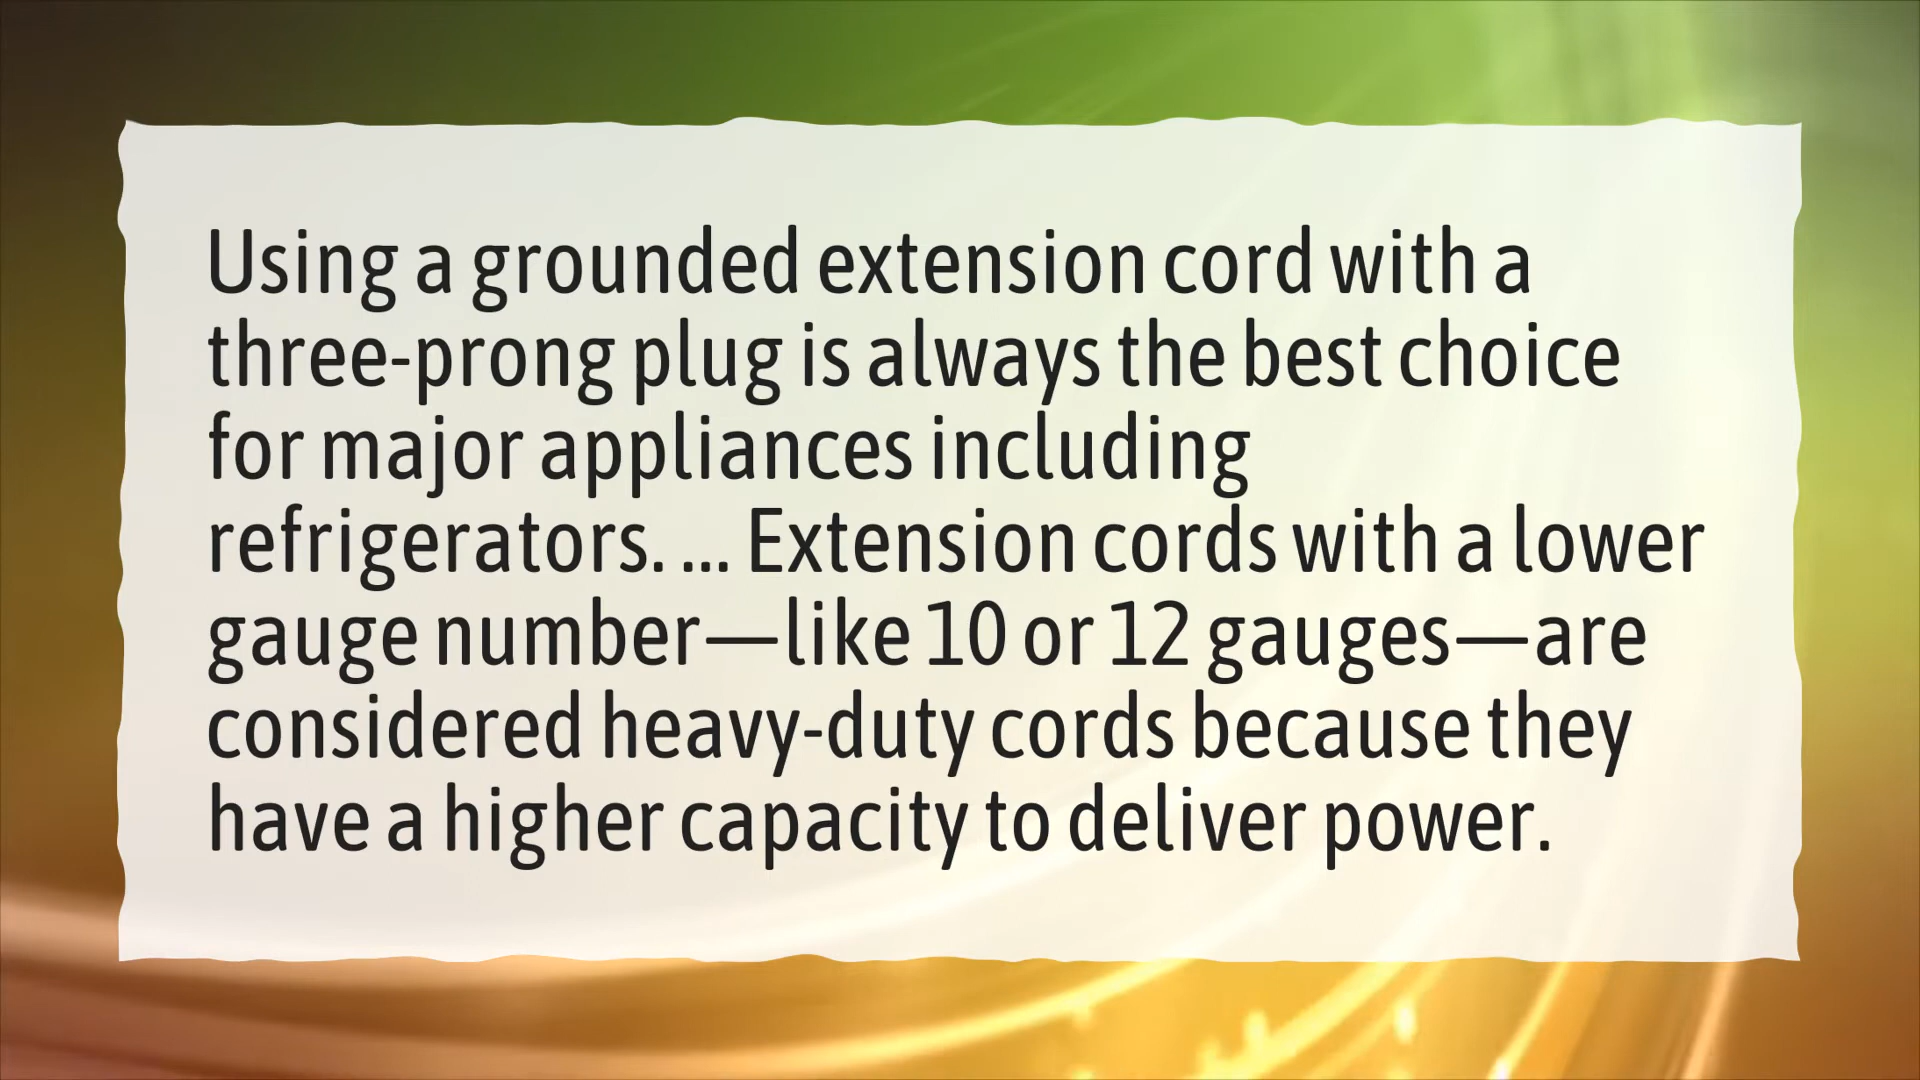 Using a grounded extension cord with a
three-prong plug is always the best choice
for major appliances including
refrigerators. ... Extension cords with a lower
gauge number—like 10 or 12 gauges—are
considered heavy-duty cords because they
have a higher capacity to deliver power.